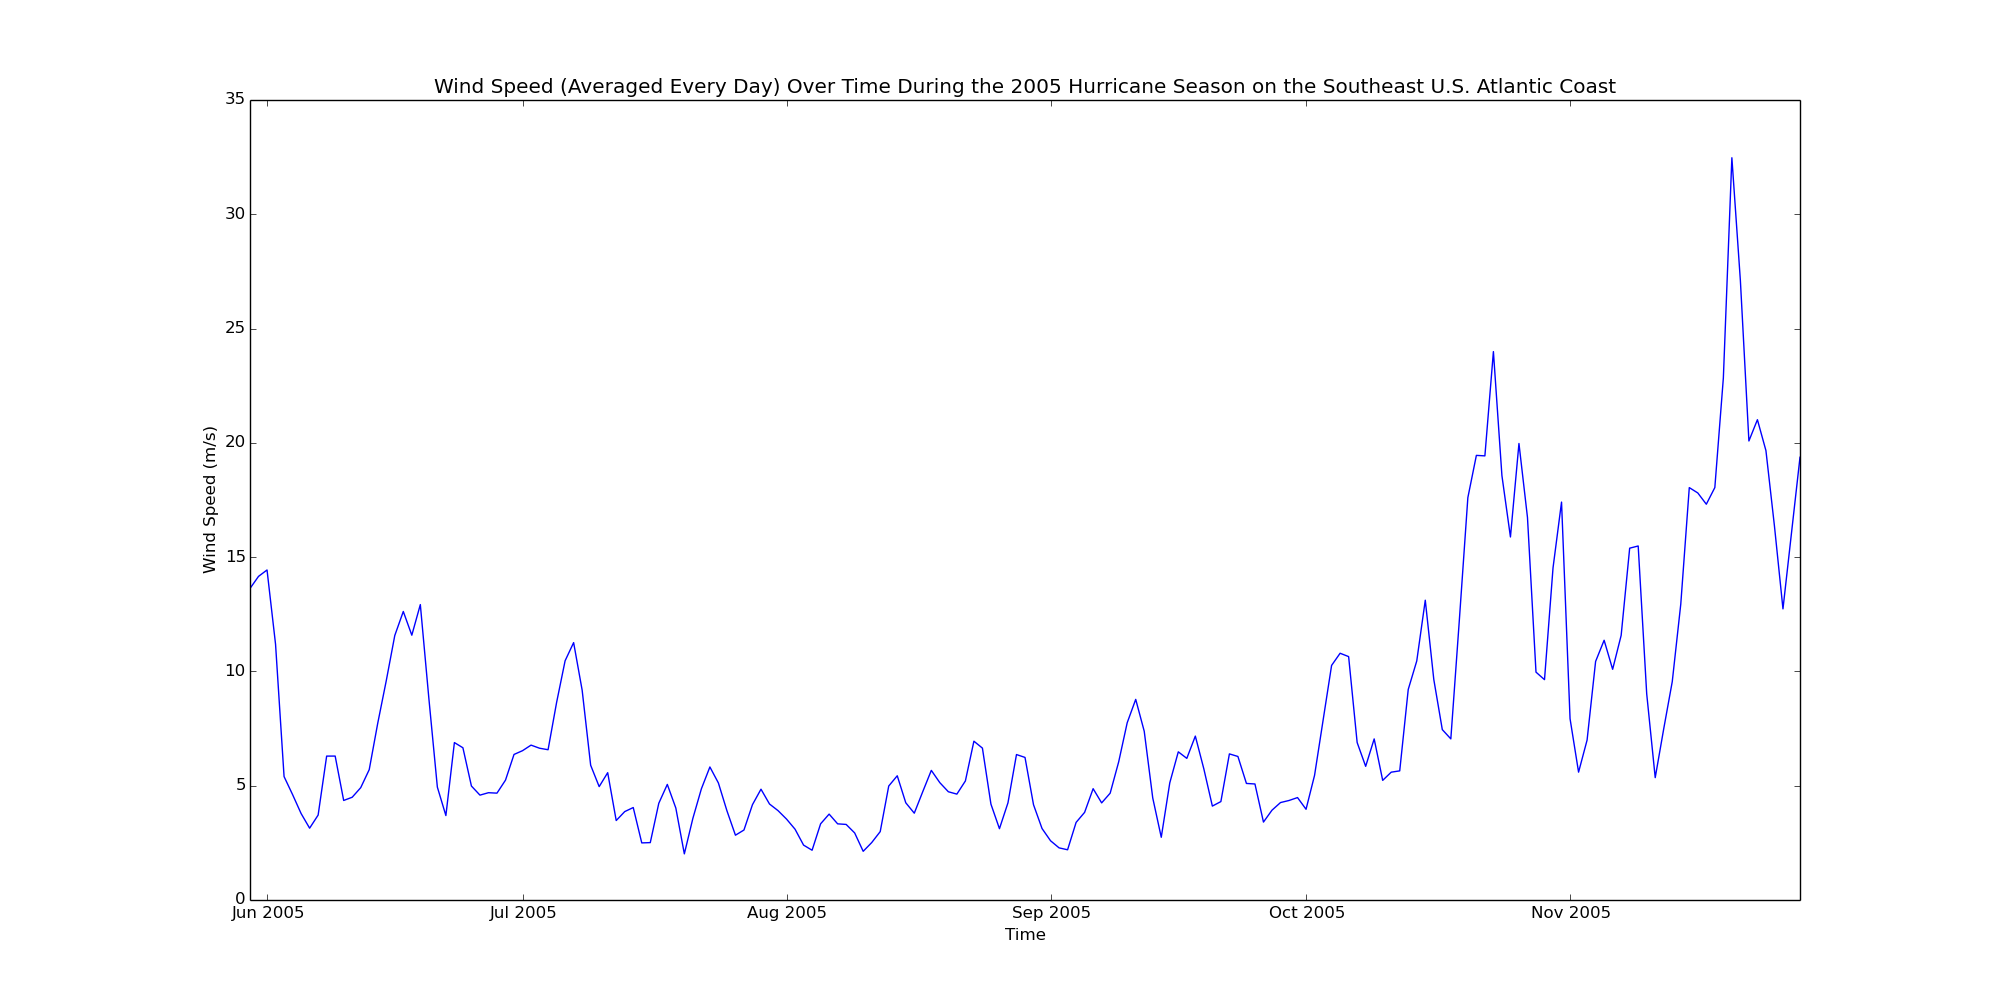 Wind Speed (Averaged Every Day) Over Time During the 2005 Hurricane Season on the Southeast U.S. Atlantic Coast
35
30
25
20
15
10
5
0
Wind Speed (m/s)
Jun 2005 Jul 2005 Aug 2005 Sep 2005 Oct 2005 Nov 2005
Time